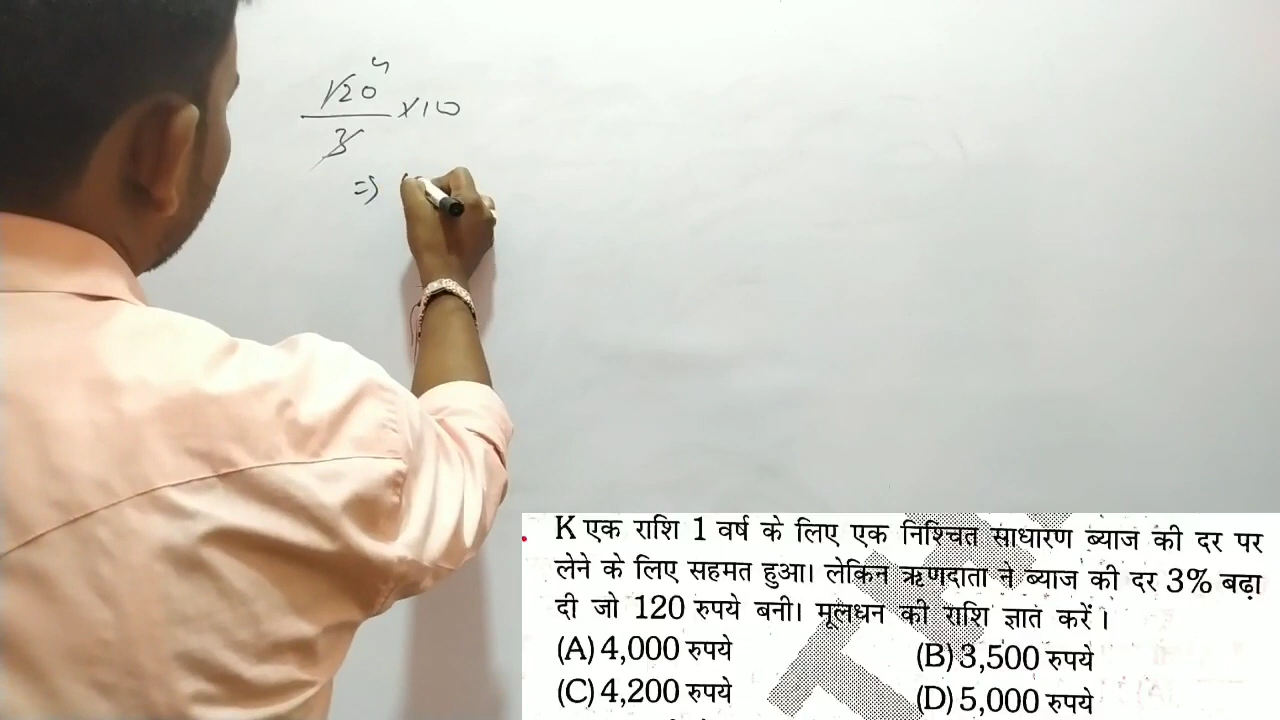 120 4
3 ×10
⇒
K एक राशि 1 वर्ष के लिए एक निश्चित साधारण ब्याज की दर पर
लेने के लिए सहमत हुआ। लेकिन ऋणदाता ने ब्याज की दर 3% बढ़ा
दी जो 120 रुपये बनी। मूलधन की राशि ज्ञात करें।
(A) 4,000 रुपये (B) 3,500 रुपये
(C) 4,200 रुपये (D) 5,000 रुपये